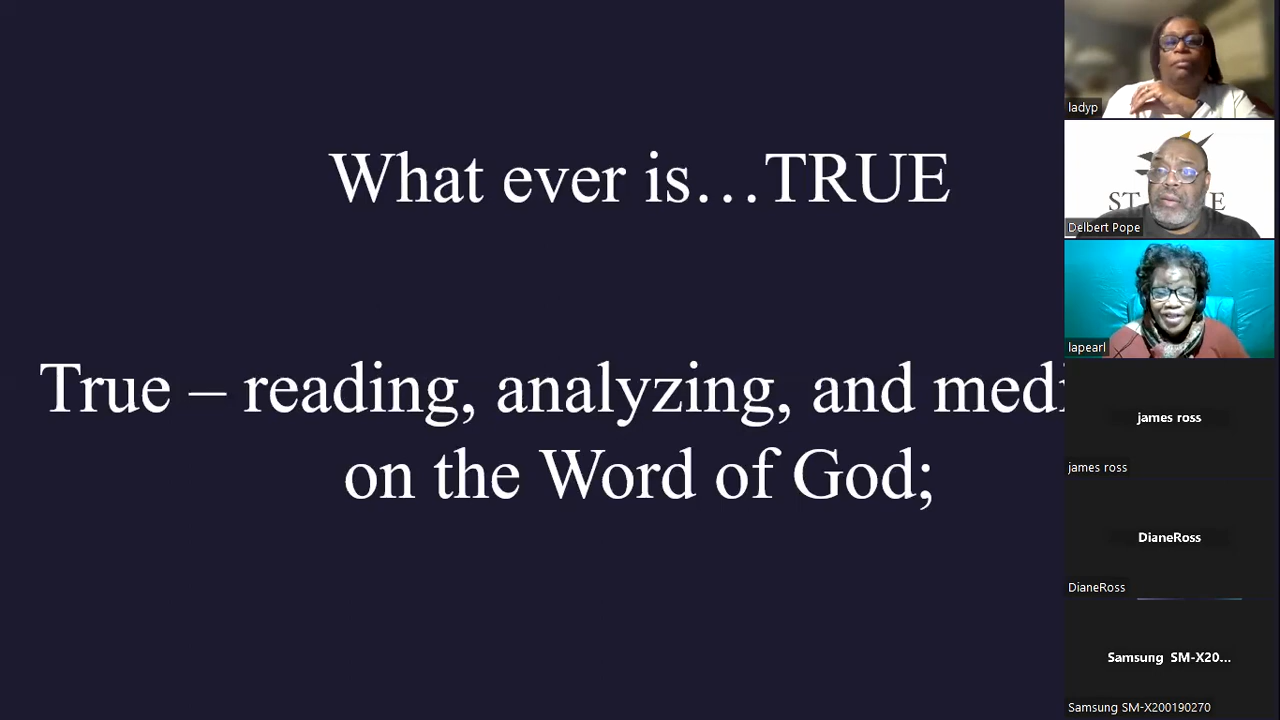 What ever is…TRUE
True – reading, analyzing, and medi
on the Word of God;
ladyp
ST
E
Delbert Pope
lapearl
james ross
james ross
DianeRoss
DianeRoss
Samsung SM-X20...
Samsung SM-X200190270